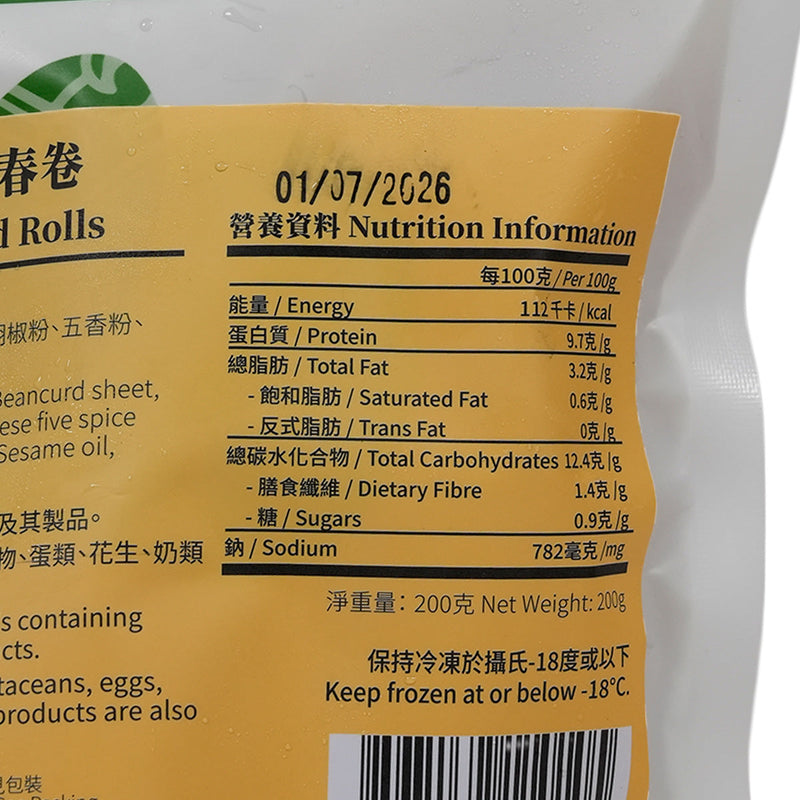 春卷
Rolls
椒粉、五香粉、
Beancurd sheet,
five spice
Sesame oil,
及其製品。
物、蛋類、花生、奶類
containing
eggs,
products are also
包裝
01/07/2026
營養資料 Nutrition Information
每100克/Per 100g
能量 / Energy 112千卡/kcal
蛋白質 / Protein 9.7克/g
總脂肪 / Total Fat 3.2克/g
- 飽和脂肪 / Saturated Fat 0.6克/g
- 反式脂肪 / Trans Fat 0克/g
總碳水化合物 / Total Carbohydrates 12.4克/g
- 膳食纖維 / Dietary Fibre 1.4克/g
- 糖 / Sugars 0.9克/g
鈉 / Sodium 782毫克/mg
淨重量：200克 Net Weight: 200g
保持冷凍於攝氏-18度或以下
Keep frozen at or below -18°C.